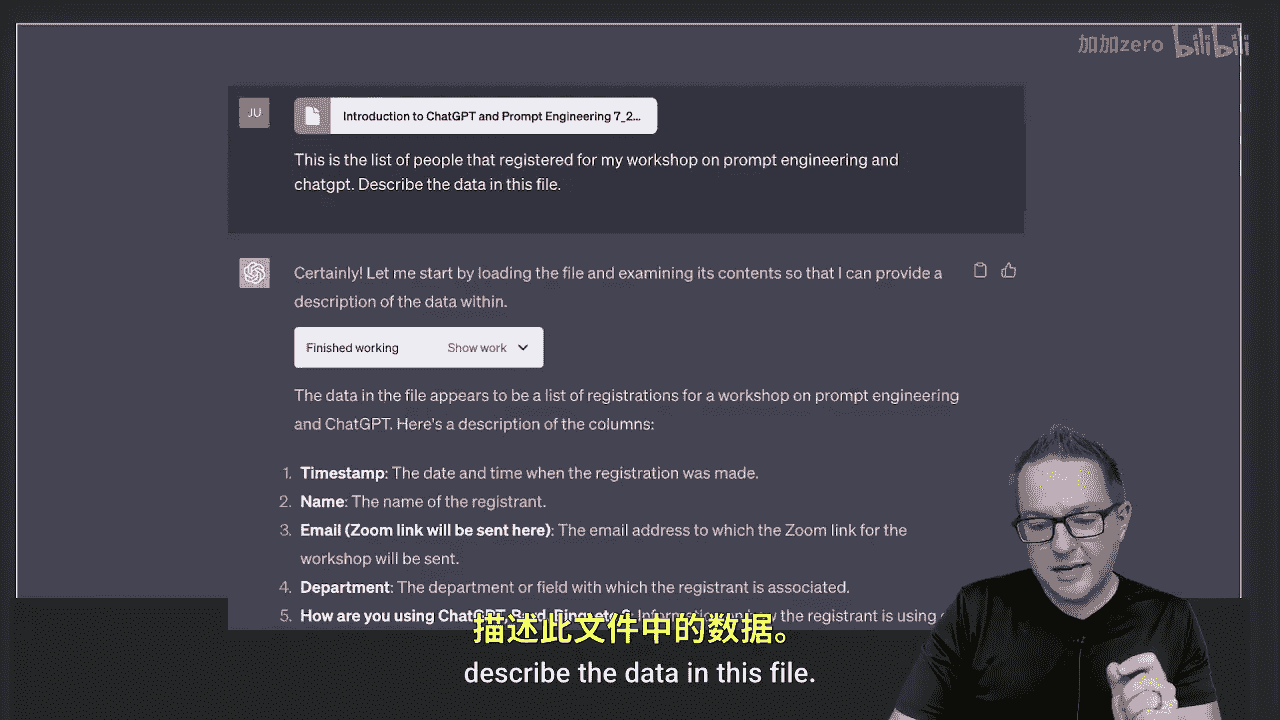 加加zero bilibili
JU
Introduction to ChatGPT and Prompt Engineering 7_2...
This is the list of people that registered for my workshop on prompt engineering and
chatgpt. Describe the data in this file.
Certainly! Let me start by loading the file and examining its contents so that I can provide a
description of the data within.
Finished working Show work
The data in the file appears to be a list of registrations for a workshop on prompt engineering
and ChatGPT. Here's a description of the columns:
1. Timestamp: The date and time when the registration was made.
2. Name: The name of the registrant.
3. Email (Zoom link will be sent here): The email address to which the Zoom link for the
workshop will be sent.
4. Department: The department or field with which the registrant is associated.
5. How are you using the registrant is using
描述此文件中的数据。
describe the data in this file.